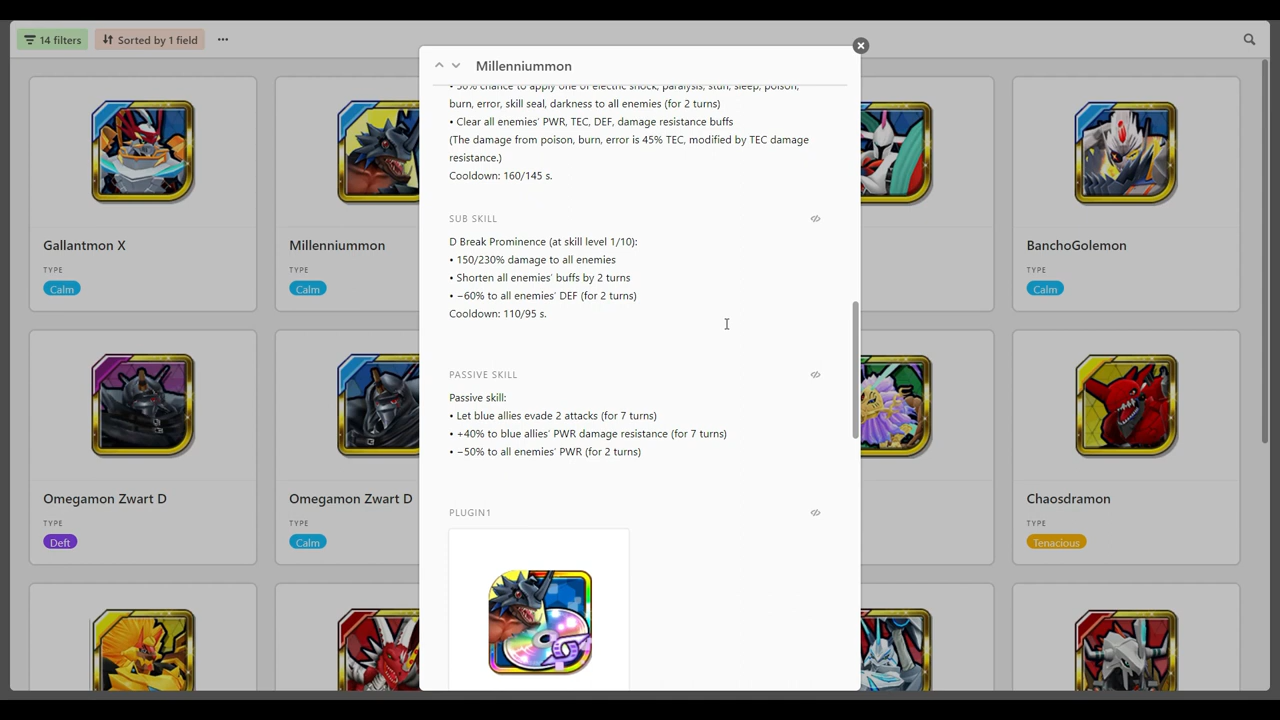 14 filters
Sorted by 1 field
Millenniummon
• 50% chance to apply one of electric shock, paralysis, stun, sleep, poison,
burn, error, skill seal, darkness to all enemies (for 2 turns)
• Clear all enemies' PWR, TEC, DEF, damage resistance buffs
(The damage from poison, burn, error is 45% TEC, modified by TEC damage
resistance.)
Cooldown: 160/145 s.
SUB SKILL
D Break Prominence (at skill level 1/10):
• 150/230% damage to all enemies
• Shorten all enemies' buffs by 2 turns
• −60% to all enemies' DEF (for 2 turns)
Cooldown: 110/95 s.
PASSIVE SKILL
Passive skill:
• Let blue allies evade 2 attacks (for 7 turns)
• +40% to blue allies' PWR damage resistance (for 7 turns)
• −50% to all enemies' PWR (for 2 turns)
PLUGIN1
Gallantmon X
TYPE
Calm
Millenniummon
TYPE
Calm
BanchoGolemon
TYPE
Calm
Omegamon Zwart D
TYPE
Deft
Omegamon Zwart D
TYPE
Calm
Chaosdramon
TYPE
Tenacious